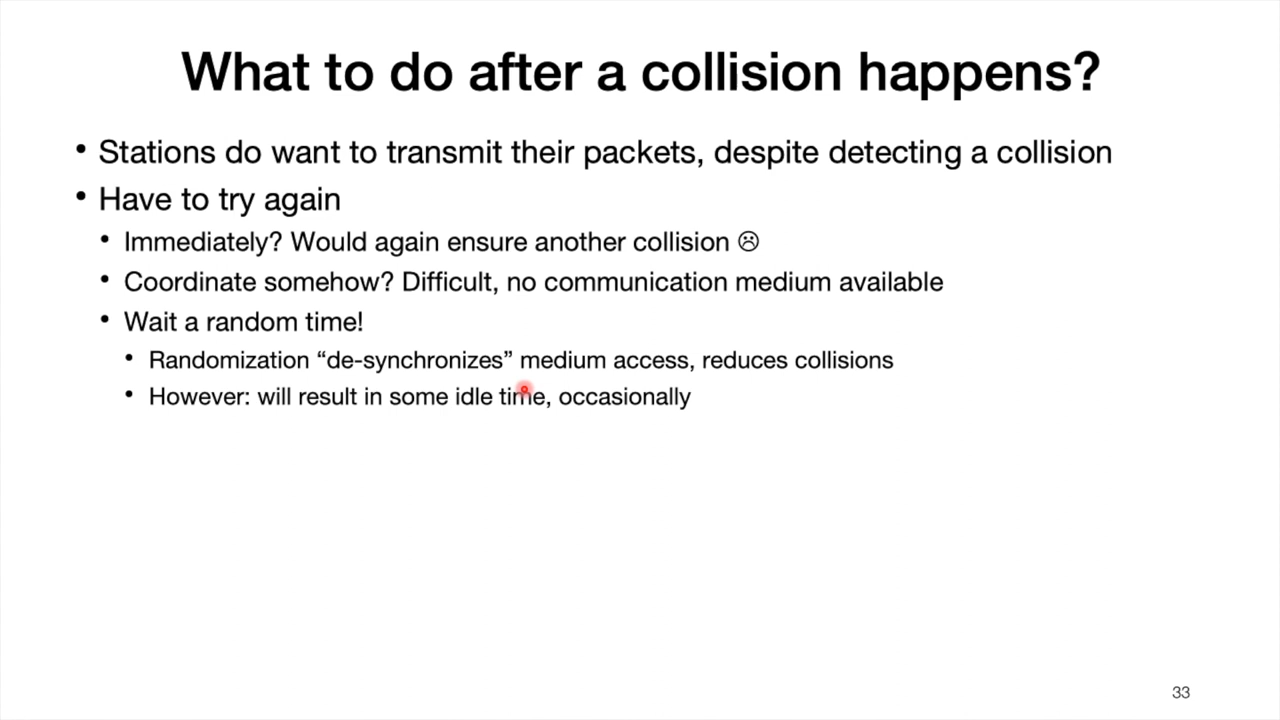 What to do after a collision happens?
• Stations do want to transmit their packets, despite detecting a collision
• Have to try again
• Immediately? Would again ensure another collision ☹
• Coordinate somehow? Difficult, no communication medium available
• Wait a random time!
• Randomization “de-synchronizes” medium access, reduces collisions
• However: will result in some idle time, occasionally
33